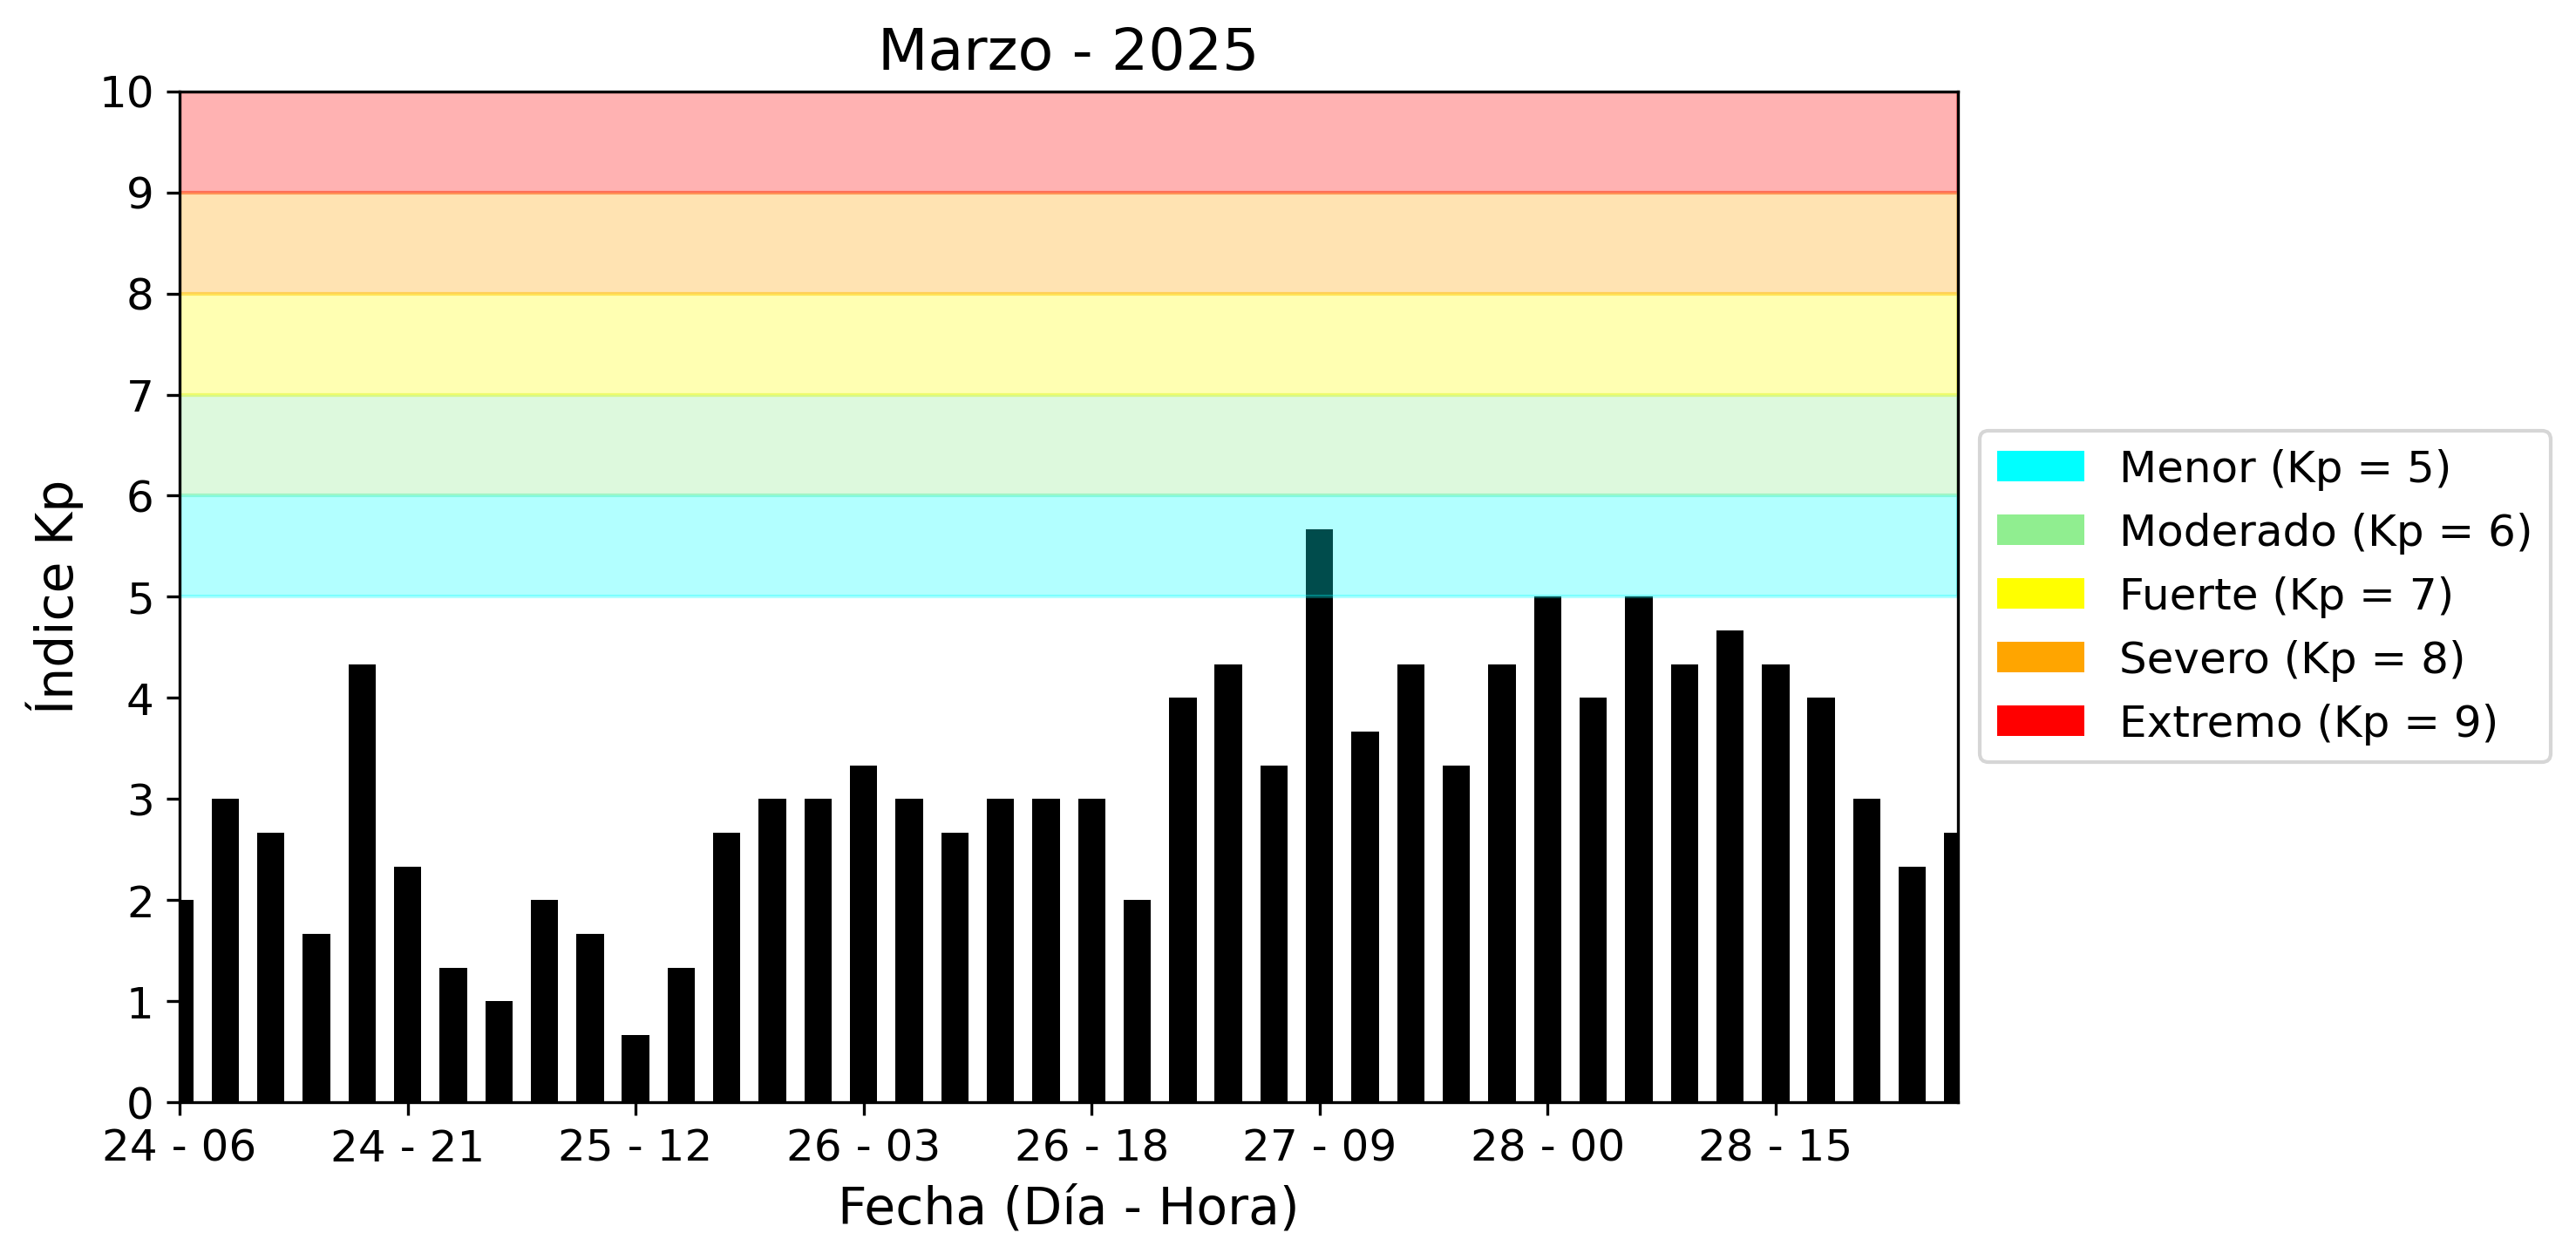 Marzo - 2025
10
9
8
7
6
5
4
3
2
1
0
Índice Kp
24 - 06
24 - 21
25 - 12
26 - 03
26 - 18
27 - 09
28 - 00
28 - 15
Fecha (Día - Hora)
Menor (Kp = 5)
Moderado (Kp = 6)
Fuerte (Kp = 7)
Severo (Kp = 8)
Extremo (Kp = 9)